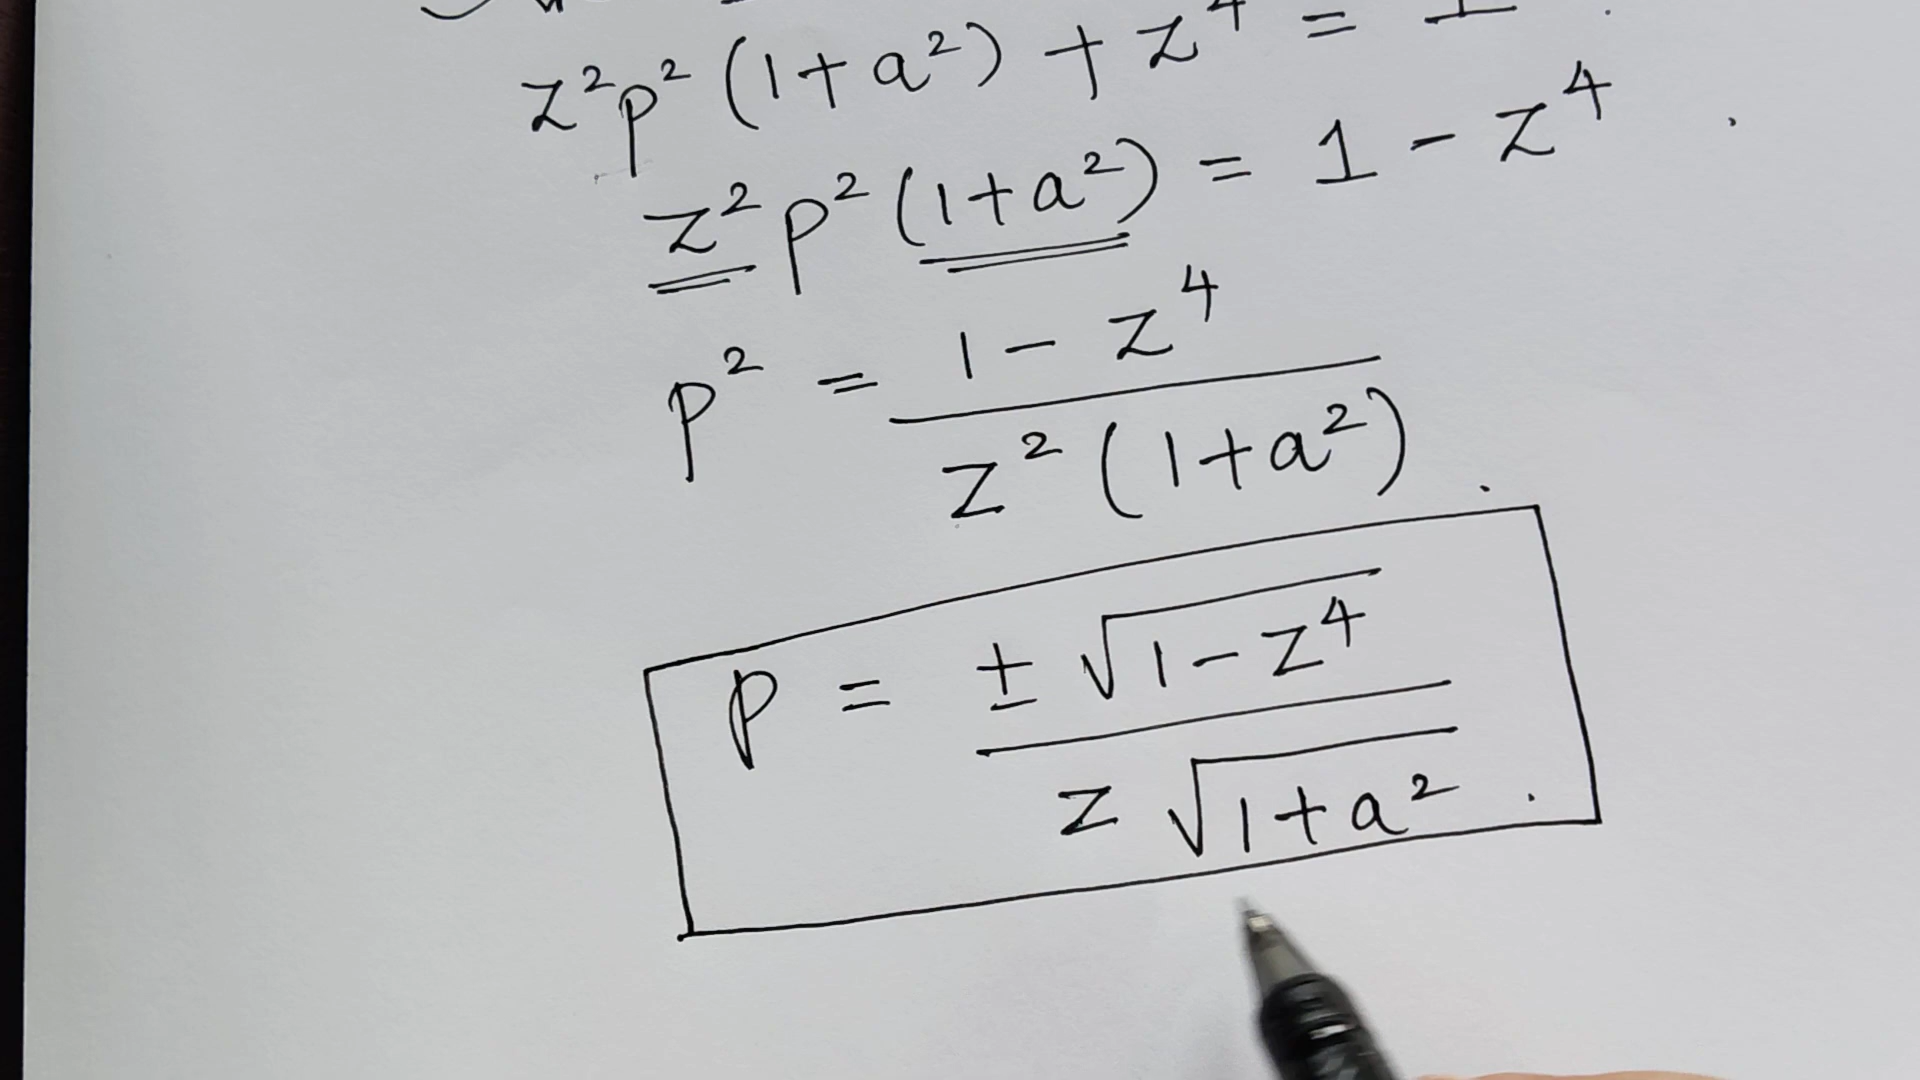 z²p² (1+a²) + z⁴ = 1
z²p² (1+a²) = 1 - z⁴
p² = (1 - z⁴) / (z² (1+a²))
p = ± √(1-z⁴) / (z √(1+a²))